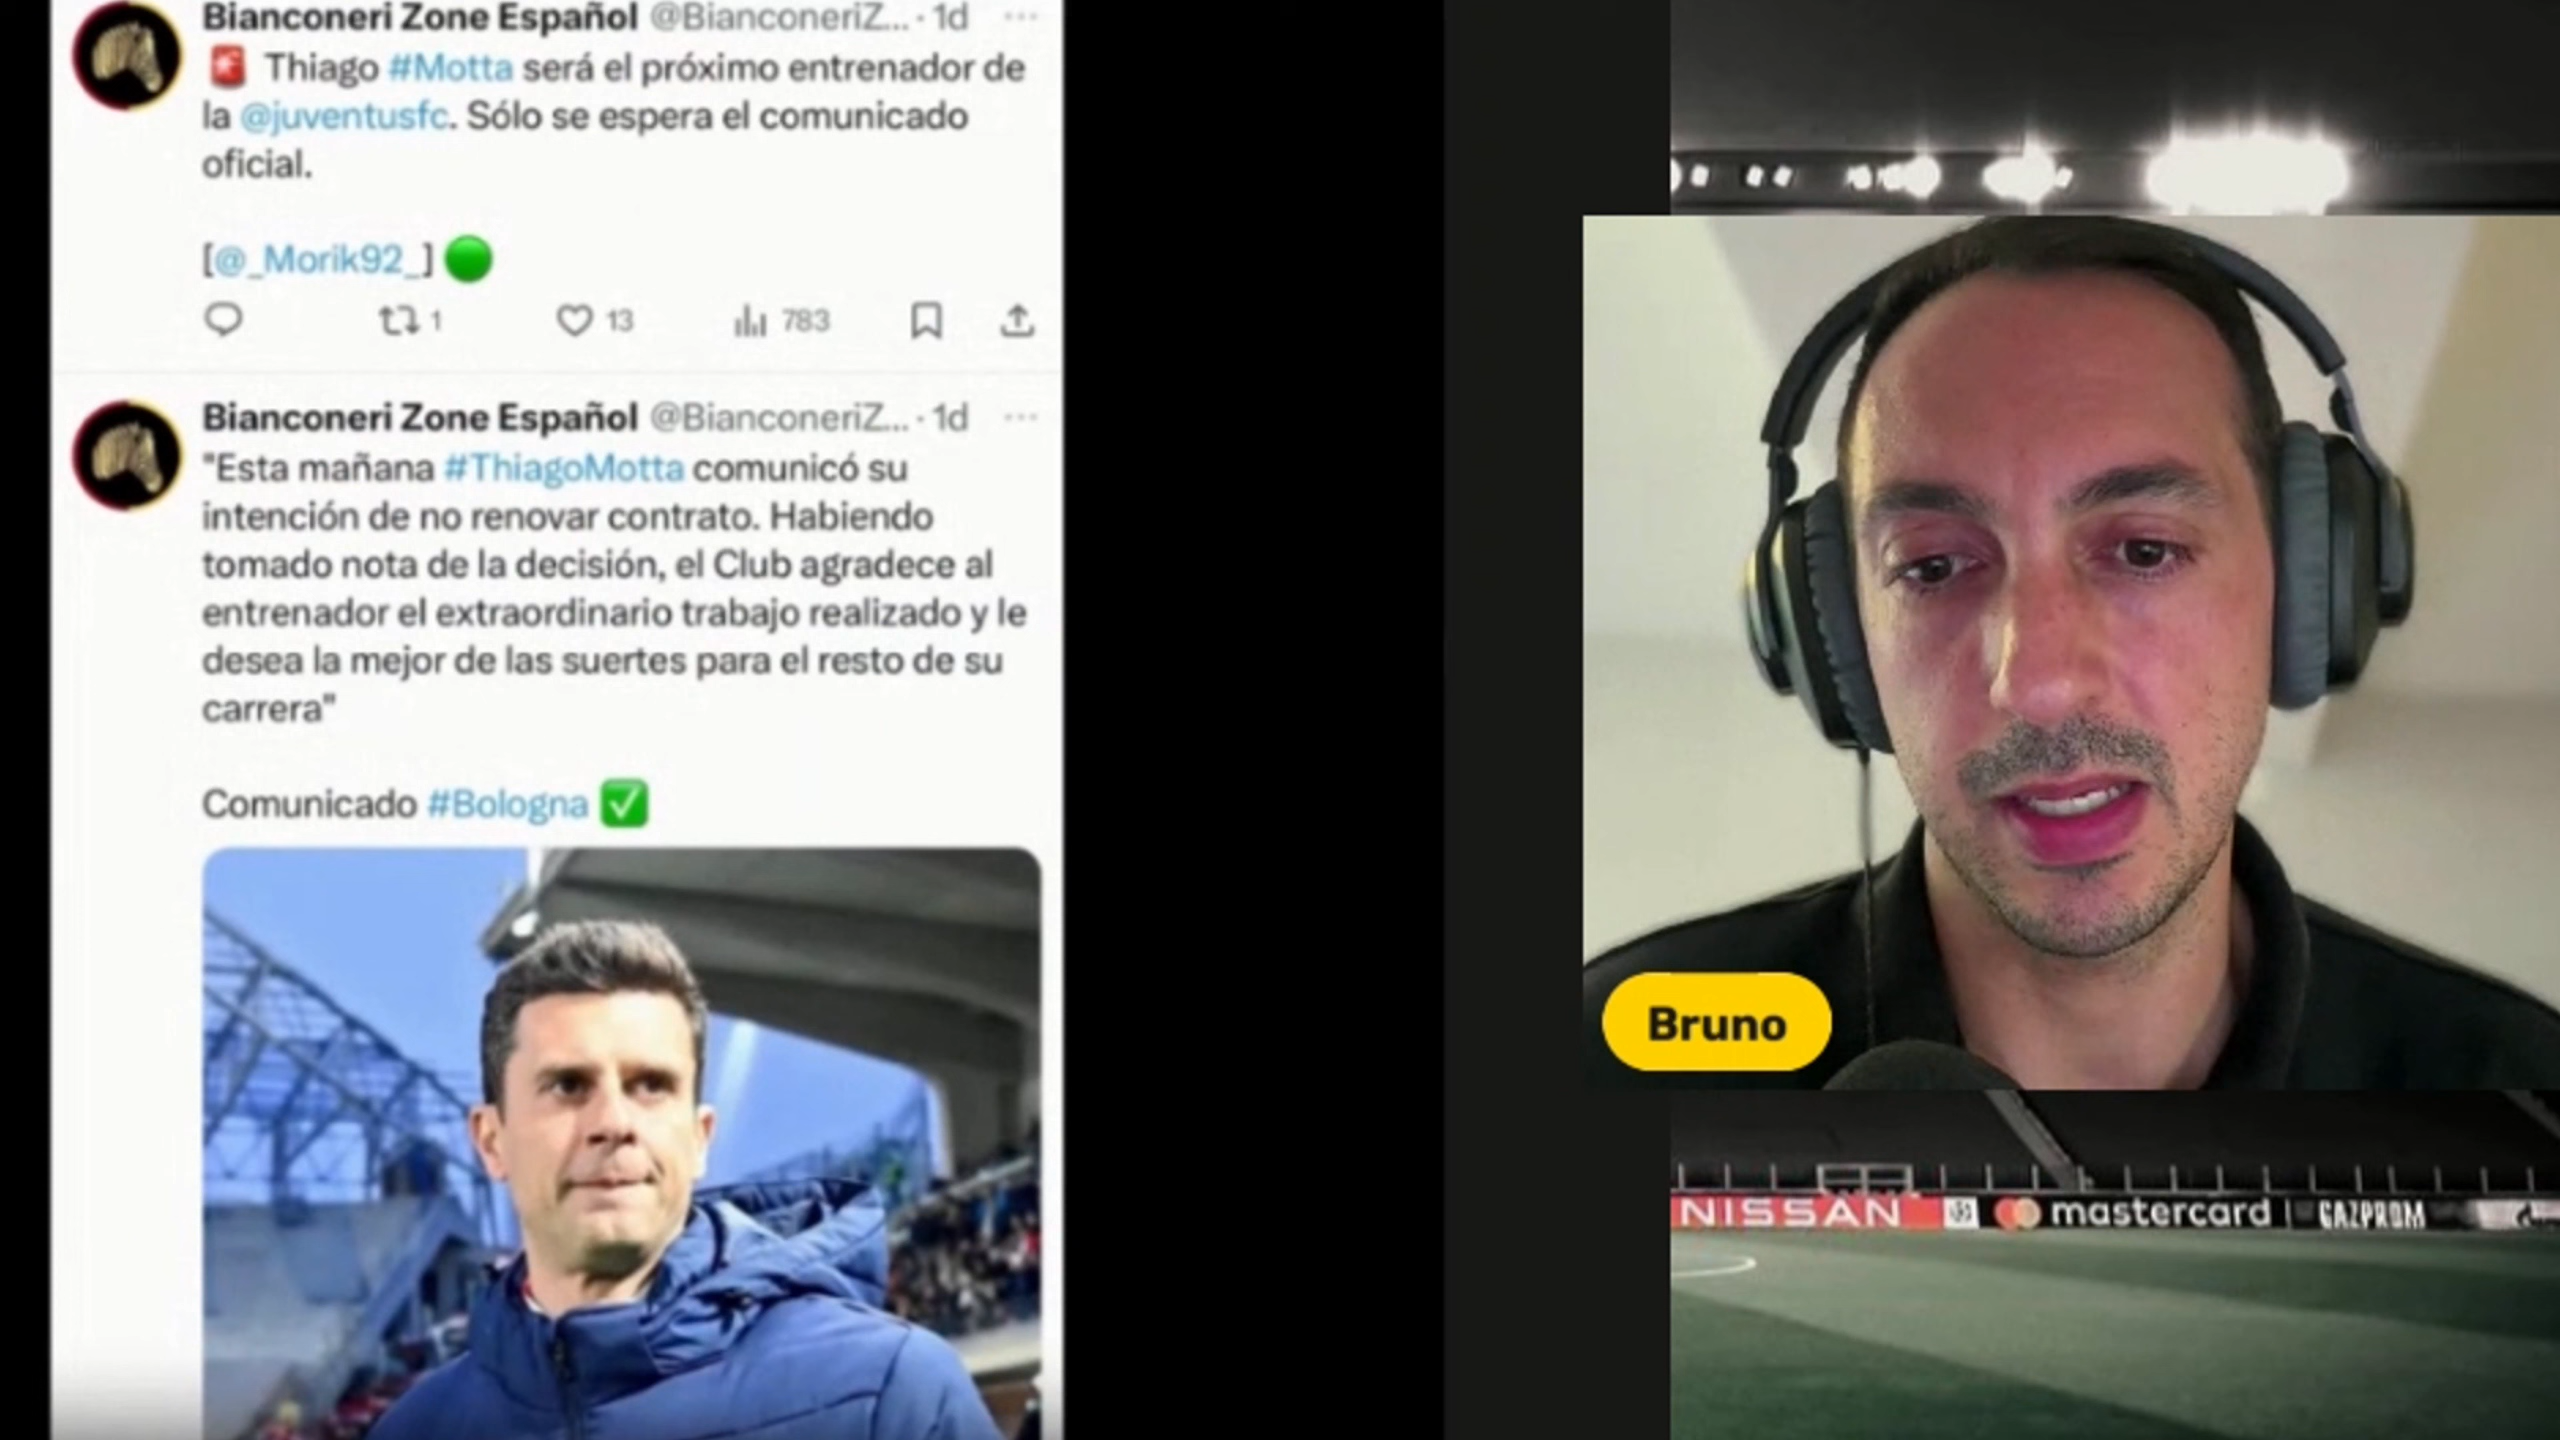 Bianconeri Zone Español @BianconeriZ... · 1d
Thiago #Motta será el próximo entrenador de
la @juventusfc. Sólo se espera el comunicado
oficial.
[@_Morik92_]
1 13 783
Bianconeri Zone Español @BianconeriZ... · 1d
"Esta mañana #ThiagoMotta comunicó su
intención de no renovar contrato. Habiendo
tomado nota de la decisión, el Club agradece al
entrenador el extraordinario trabajo realizado y le
desea la mejor de las suertes para el resto de su
carrera"
Comunicado #Bologna
Bruno
NISSAN mastercard GAZPROM